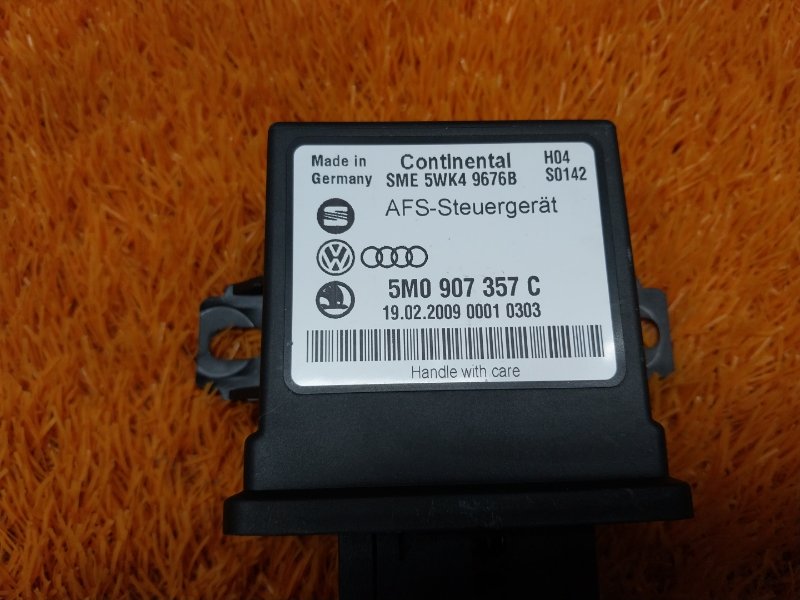 Made in Continental H04
Germany SME 5WK4 9676B S0142
AFS-Steuergerät
5M0 907 357 C
19.02.2009 0001 0303
Handle with care